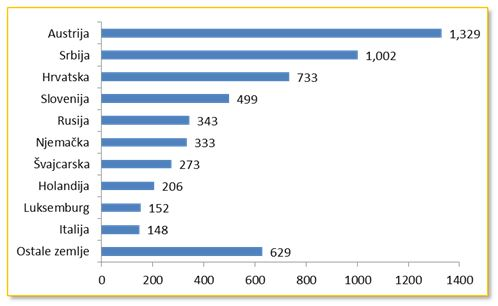 Austrija 1,329
Srbija 1,002
Hrvatska 733
Slovenija 499
Rusija 343
Njemačka 333
Švajcarska 273
Holandija 206
Luksemburg 152
Italija 148
Ostale zemlje 629
0 200 400 600 800 1000 1200 1400